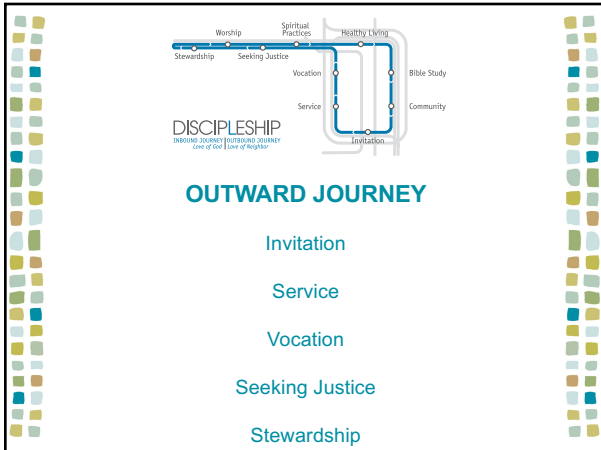 Spiritual
Practices
Worship
Healthy Living
Stewardship
Seeking Justice
Vocation
Bible Study
Service
Community
Invitation
DISCIPLESHIP
INBOUND JOURNEY OUTBOUND JOURNEY
Love of God Love of Neighbor
OUTWARD JOURNEY
Invitation
Service
Vocation
Seeking Justice
Stewardship